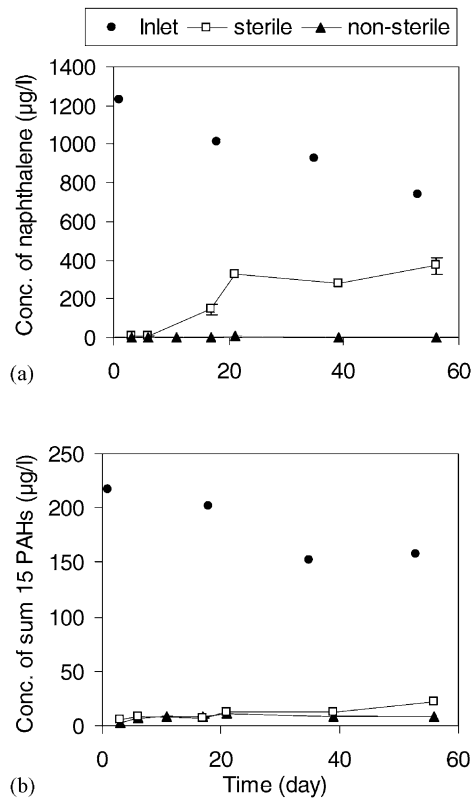 Inlet sterile non-sterile
1400
1200
1000
800
600
400
200
0
Conc. of naphthalene (µg/l)
0 20 40 60
(a)
250
200
150
100
50
0
Conc. of sum 15 PAHs (µg/l)
0 20 40 60
Time (day)
(b)